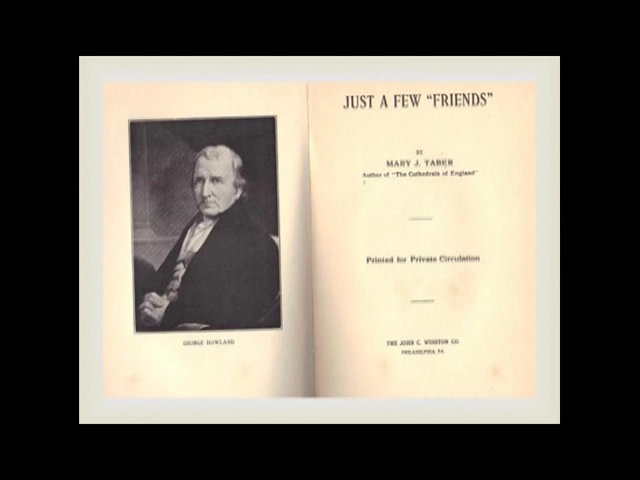 GEORGE HOWLAND
JUST A FEW "FRIENDS"
BY
MARY J. TABER
Author of "The Cathedrals of England"
Printed for Private Circulation
THE JOHN C. WINSTON CO.
PHILADELPHIA, PA.